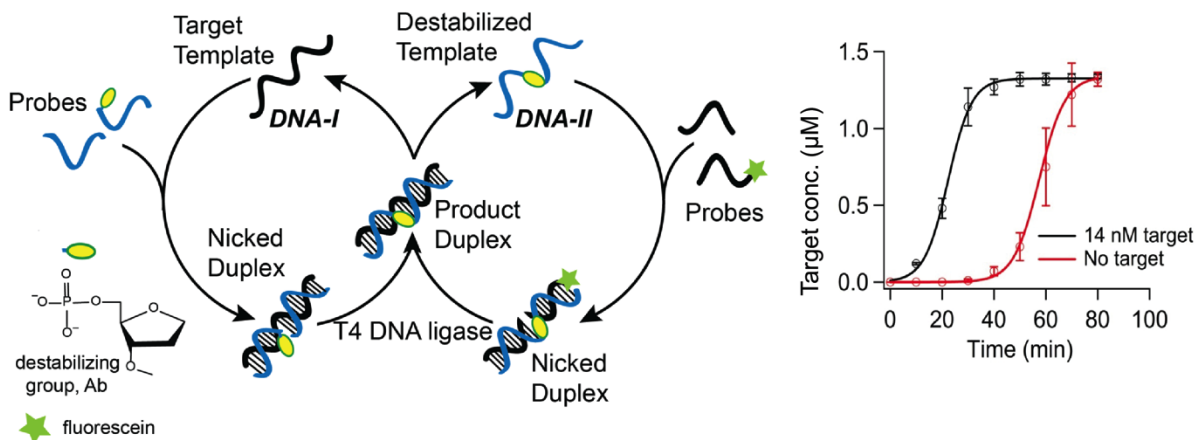 Target
Template
DNA-I
Destabilized
Template
DNA-II
Probes
Probes
Product
Duplex
Nicked
Duplex
T4 DNA ligase
Nicked
Duplex
⁻O
O
P
O⁻
O
O
O
destabilizing
group, Ab
fluorescein
Target conc. (µM)
1.5
1.0
0.5
0.0
14 nM target
No target
0 20 40 60 80 100
Time (min)